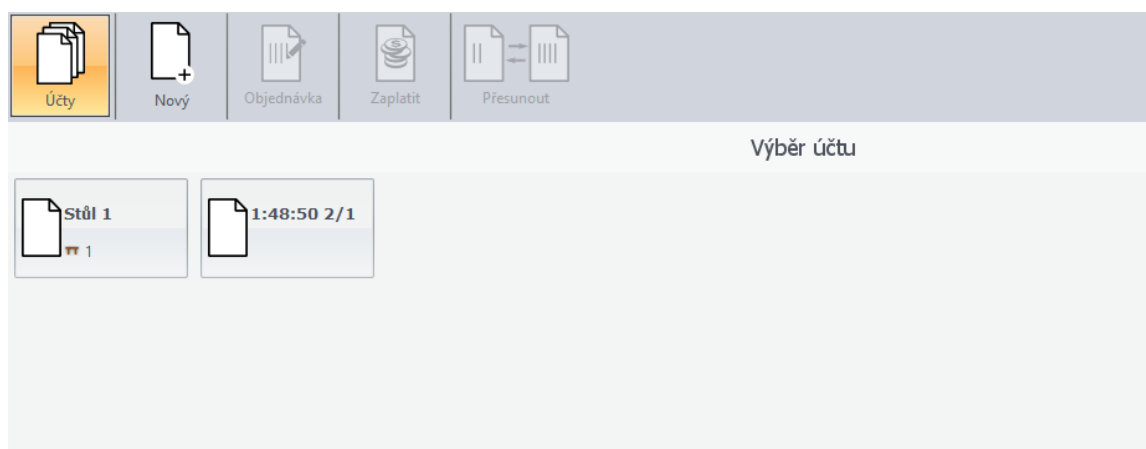 Účty
Nový
Objednávka
Zaplatit
Přesunout
Výběr účtu
Stůl 1
1
1:48:50 2/1